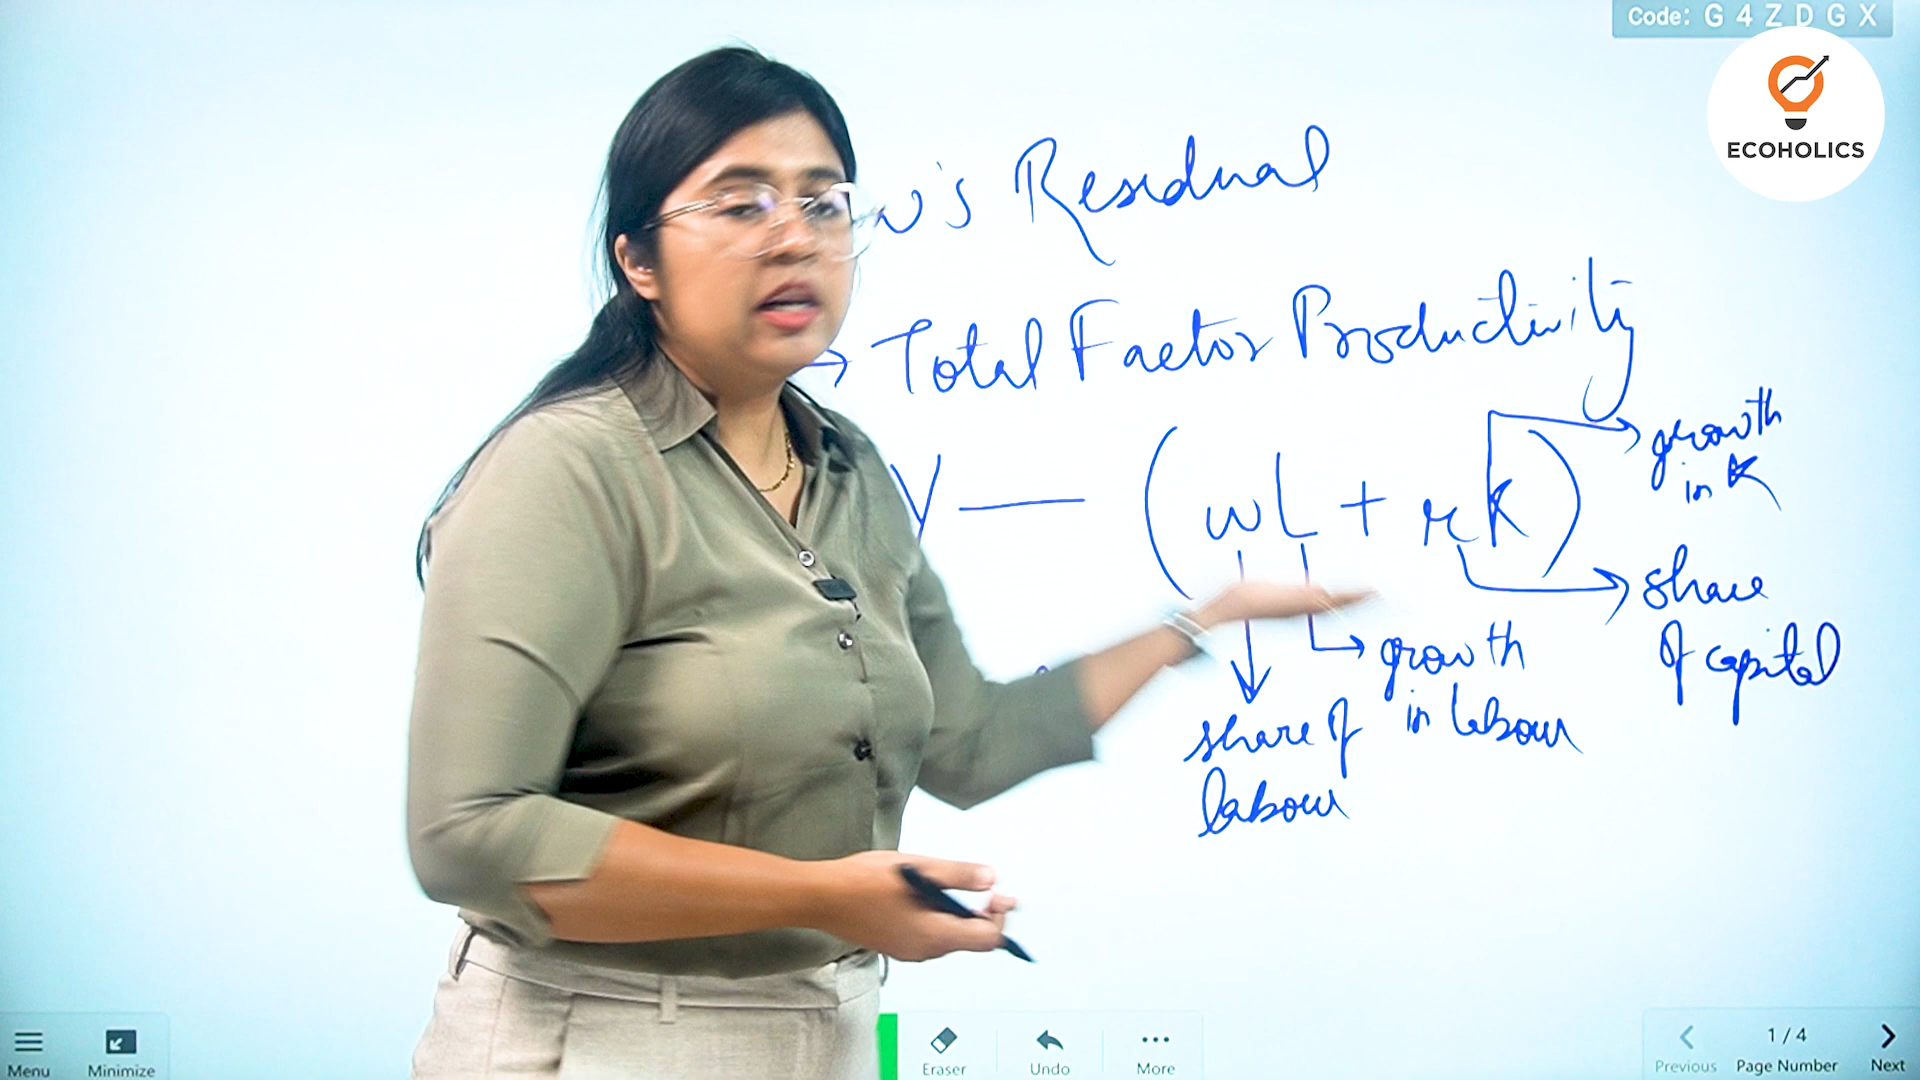 Code: G 4 Z D G X
ECOHOLICS
w's Residual
→ Total Factor Productivity
Y — (wL + rK)
growth
in K
share
of capital
growth
in labour
share of
labour
Menu
Minimize
Eraser
Undo
More
Previous
1 / 4
Page Number
Next